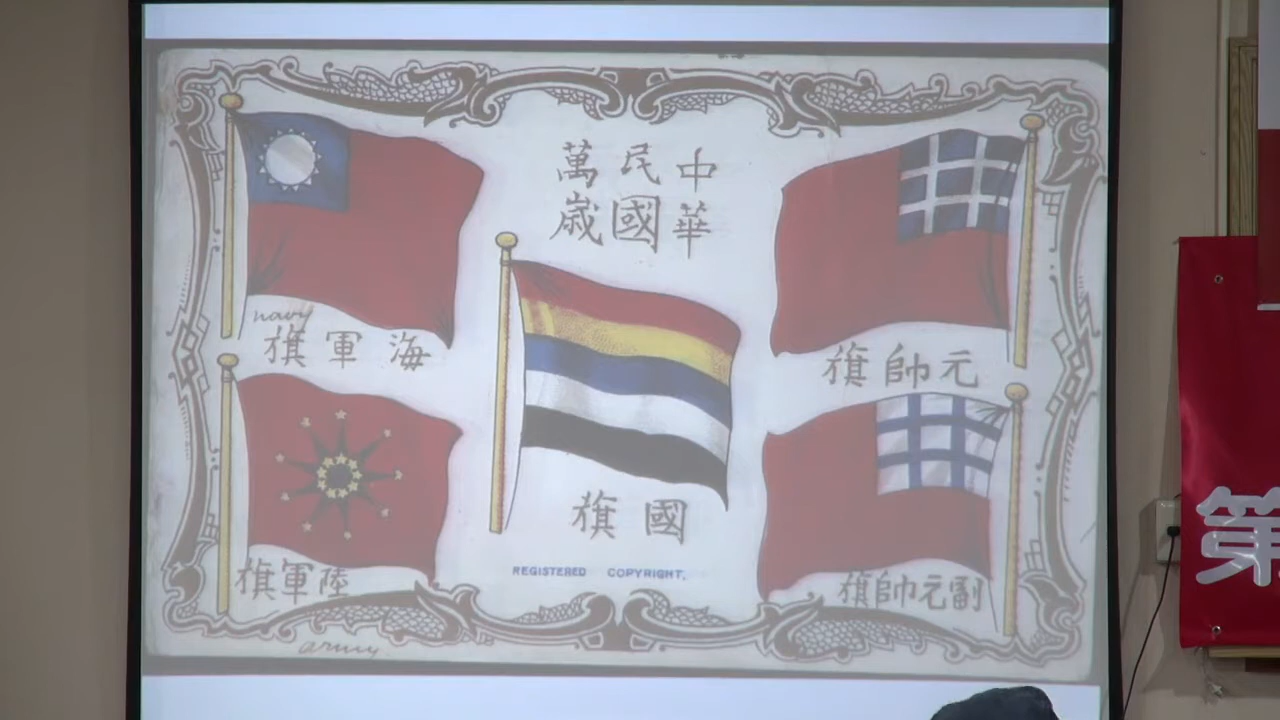 中華
民國
萬歲
元帥旗
navy
海軍旗
國旗
REGISTERED COPYRIGHT.
副元帥旗
陸軍旗
army
第